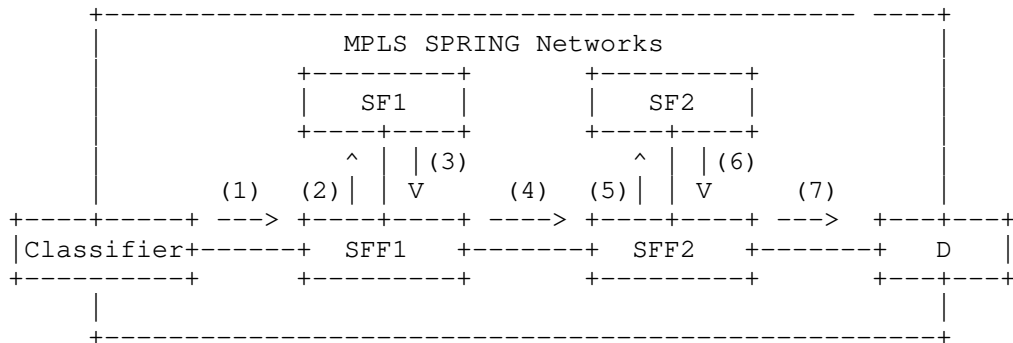 MPLS SPRING Networks
SF1 SF2
(3) (6)
(1) (2) V (4) (5) V (7)
Classifier SFF1 SFF2 D